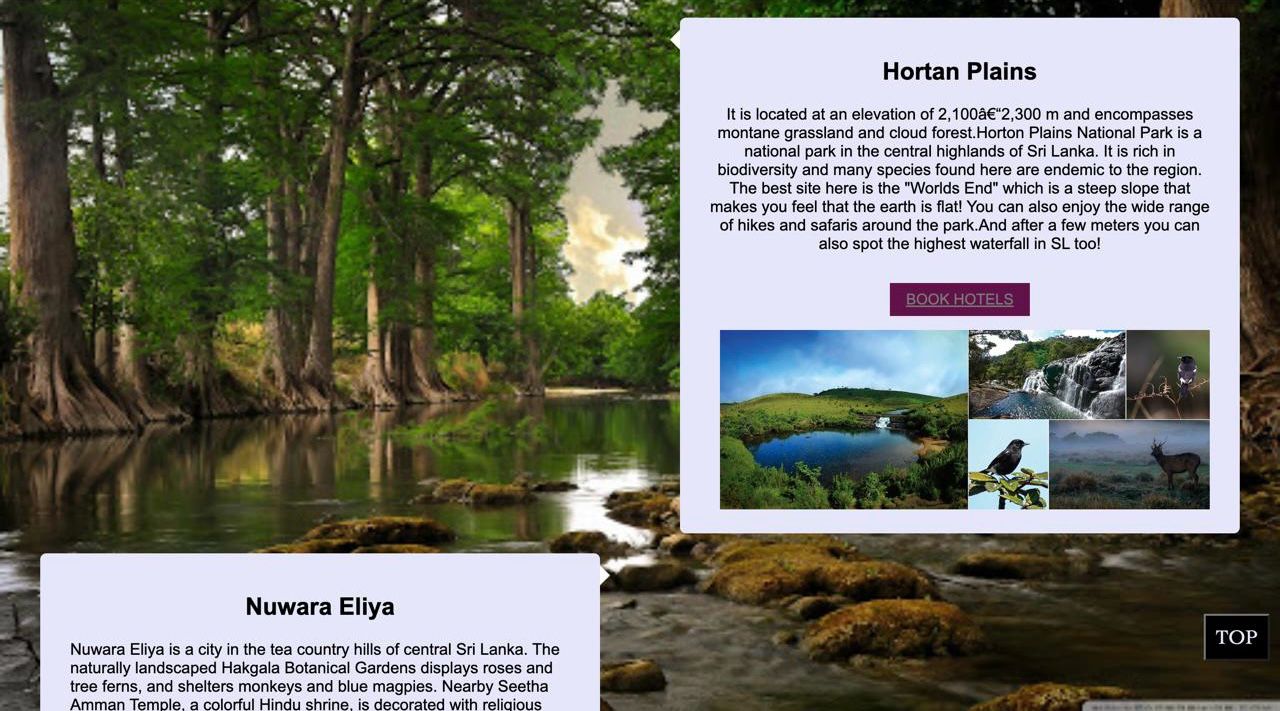 Hortan Plains
It is located at an elevation of 2,100â€“2,300 m and encompasses
montane grassland and cloud forest.Horton Plains National Park is a
national park in the central highlands of Sri Lanka. It is rich in
biodiversity and many species found here are endemic to the region.
The best site here is the "Worlds End" which is a steep slope that
makes you feel that the earth is flat! You can also enjoy the wide range
of hikes and safaris around the park.And after a few meters you can
also spot the highest waterfall in SL too!
BOOK HOTELS
Nuwara Eliya
Nuwara Eliya is a city in the tea country hills of central Sri Lanka. The
naturally landscaped Hakgala Botanical Gardens displays roses and
tree ferns, and shelters monkeys and blue magpies. Nearby Seetha
Amman Temple, a colorful Hindu shrine, is decorated with religious
TOP